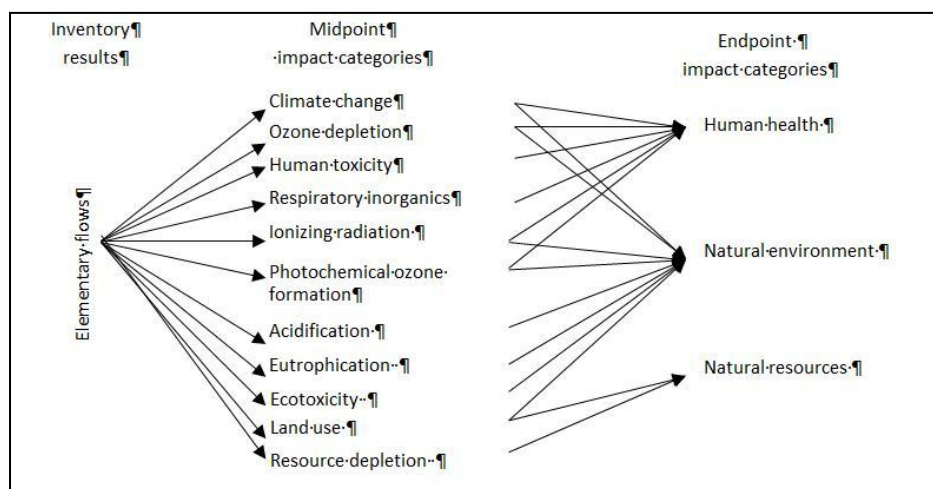 Inventory¶
results¶
Midpoint¶
·impact·categories¶
Endpoint·¶
impact·categories¶
Elementary·flows¶
Climate·change¶
Ozone·depletion¶
Human·toxicity¶
Respiratory·inorganics¶
Ionizing·radiation·¶
Photochemical·ozone·
formation¶
Acidification·¶
Eutrophication··¶
Ecotoxicity··¶
Land·use·¶
Resource·depletion··¶
Human·health·¶
Natural·environment·¶
Natural·resources·¶